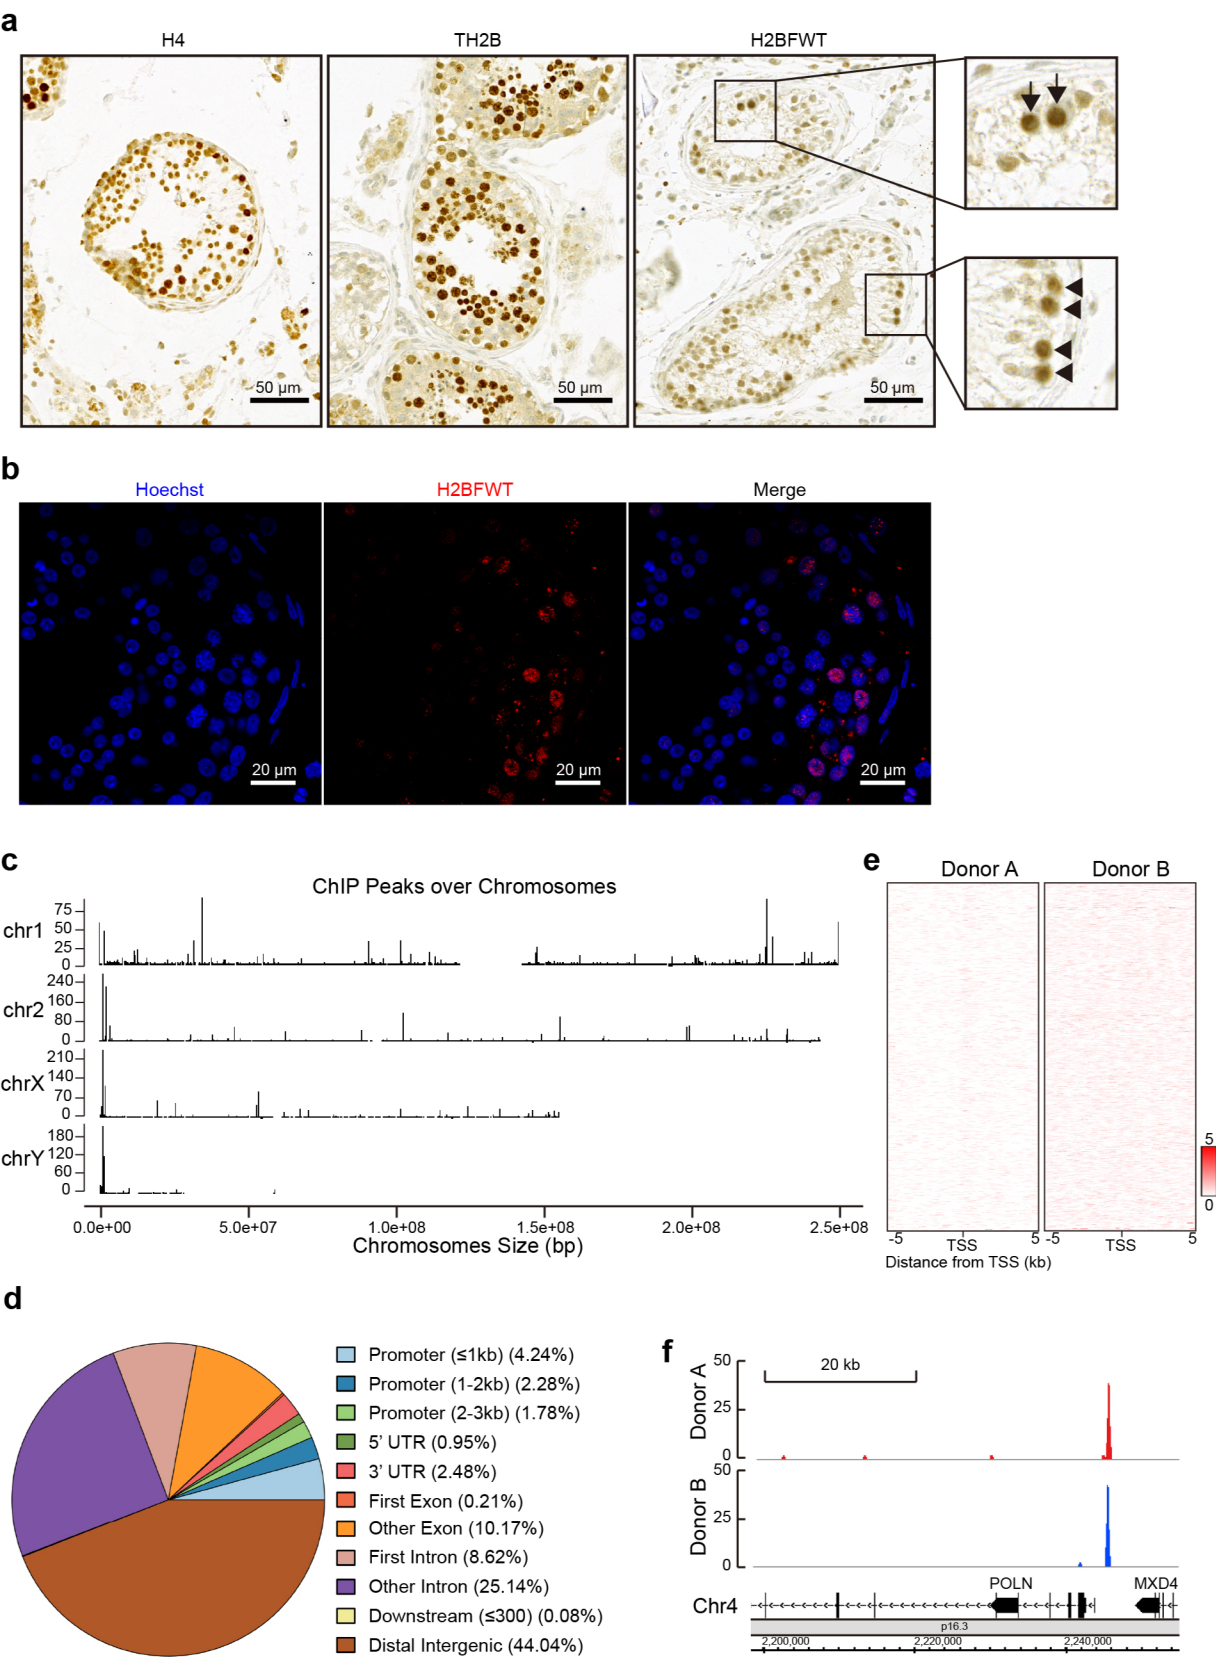 a
H4
TH2B
H2BFWT
50 μm
50 μm
50 μm
b
Hoechst
H2BFWT
Merge
20 μm
20 μm
20 μm
c
ChIP Peaks over Chromosomes
chr1
75
50
25
0
chr2
240
160
80
0
chrX
210
140
70
0
chrY
180
120
60
0
0.0e+00
5.0e+07
1.0e+08
1.5e+08
2.0e+08
2.5e+08
Chromosomes Size (bp)
e
Donor A
Donor B
5
0
-5
TSS
5
-5
TSS
5
Distance from TSS (kb)
d
Promoter (≤1kb) (4.24%)
Promoter (1-2kb) (2.28%)
Promoter (2-3kb) (1.78%)
5’ UTR (0.95%)
3’ UTR (2.48%)
First Exon (0.21%)
Other Exon (10.17%)
First Intron (8.62%)
Other Intron (25.14%)
Downstream (≤300) (0.08%)
Distal Intergenic (44.04%)
f
Donor A
50
25
0
20 kb
Donor B
50
25
0
POLN
MXD4
Chr4
p16.3
2,200,000
2,220,000
2,240,000